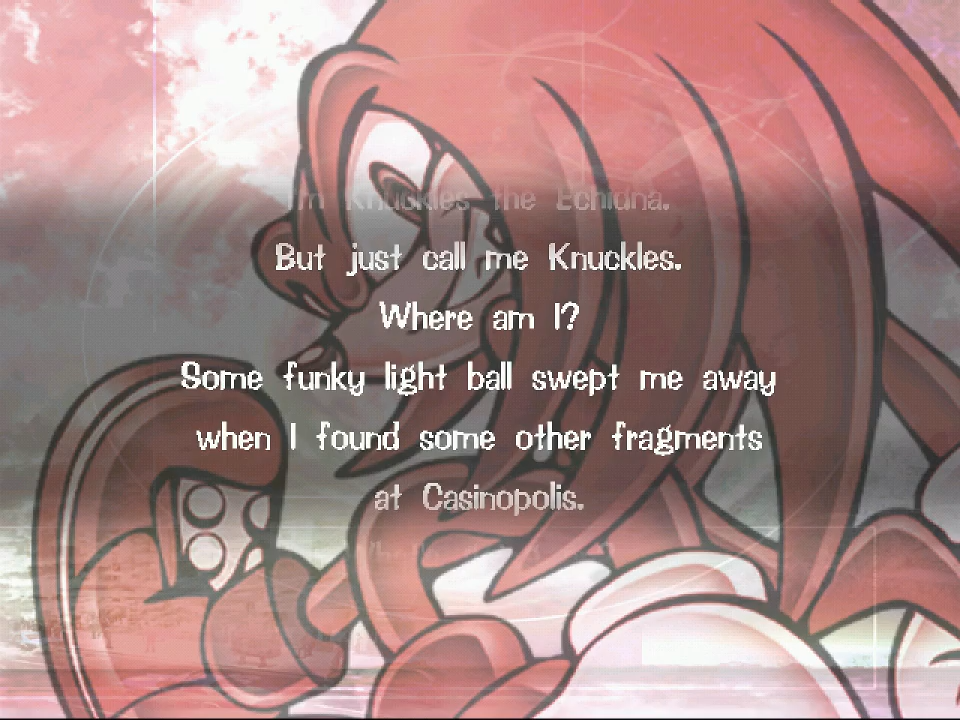 I'm Knuckles the Echidna.
But just call me Knuckles.
Where am I?
Some funky light ball swept me away
when I found some other fragments
at Casinopolis.